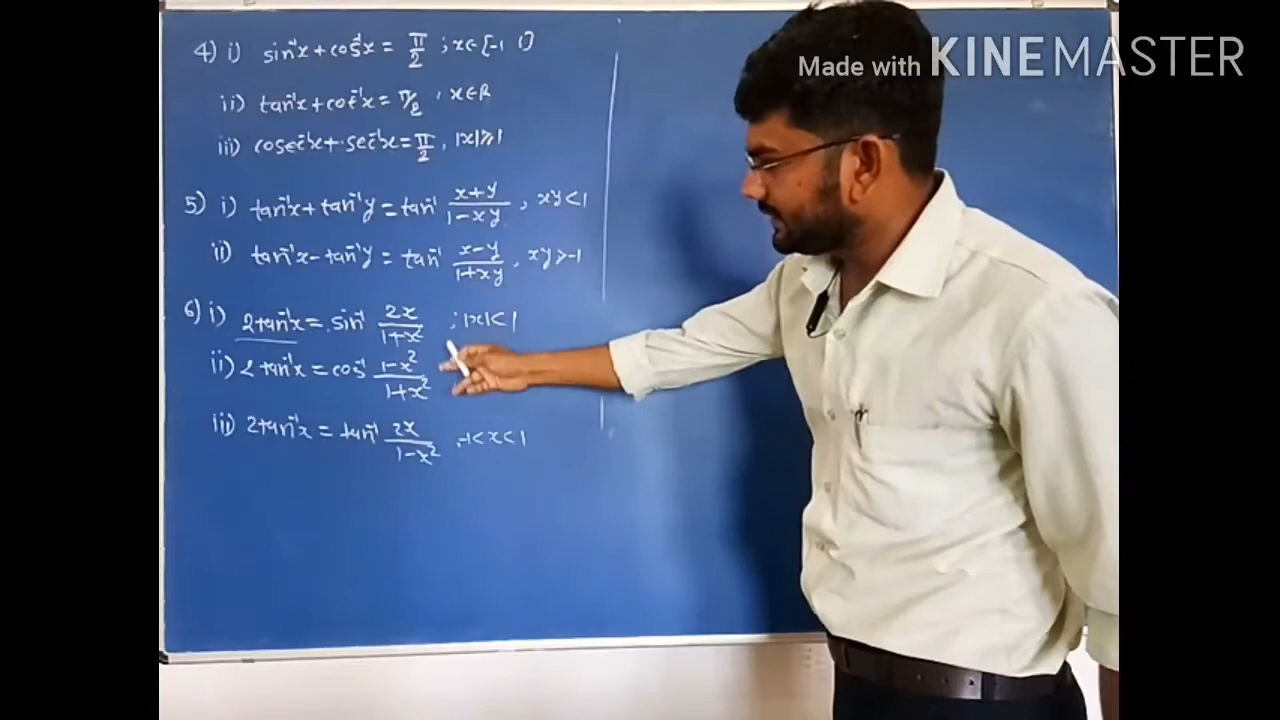 Made with KINEMASTER
4) i) sin⁻¹x + cos⁻¹x = π/2 ; x∈[-1 1]
ii) tan⁻¹x + cot⁻¹x = π/2 , x∈R
iii) cosec⁻¹x + sec⁻¹x = π/2 , |x|≥1
5) i) tan⁻¹x + tan⁻¹y = tan⁻¹ (x+y)/(1-xy) , xy<1
ii) tan⁻¹x - tan⁻¹y = tan⁻¹ (x-y)/(1+xy) , xy>-1
6) i) 2tan⁻¹x = sin⁻¹ 2x/(1+x²) ; |x|<1
ii) 2tan⁻¹x = cos⁻¹ (1-x²)/(1+x²)
iii) 2tan⁻¹x = tan⁻¹ 2x/(1-x²) , -1<x<1